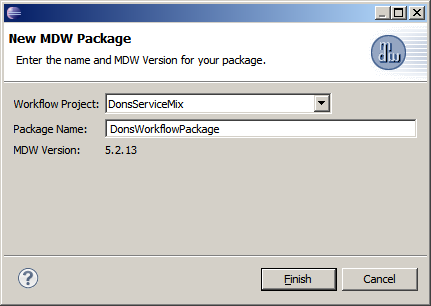 New MDW Package
Enter the name and MDW Version for your package.
Workflow Project: DonsServiceMix
Package Name: DonsWorkflowPackage
MDW Version: 5.2.13
Finish Cancel